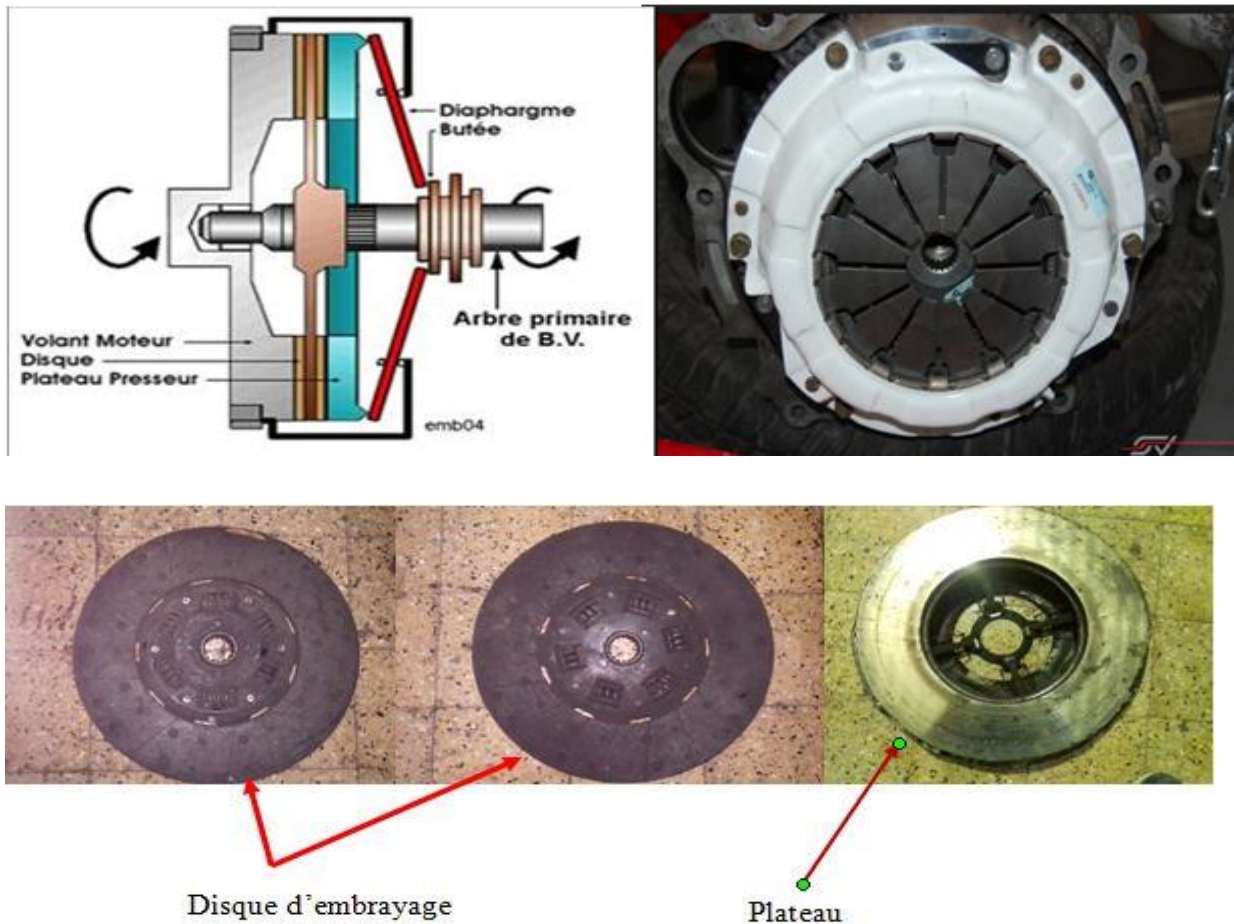 Diaphargme
Butée
Arbre primaire
de B.V.
Volant Moteur
Disque
Plateau Presseur
emb04
Disque d’embrayage
Plateau